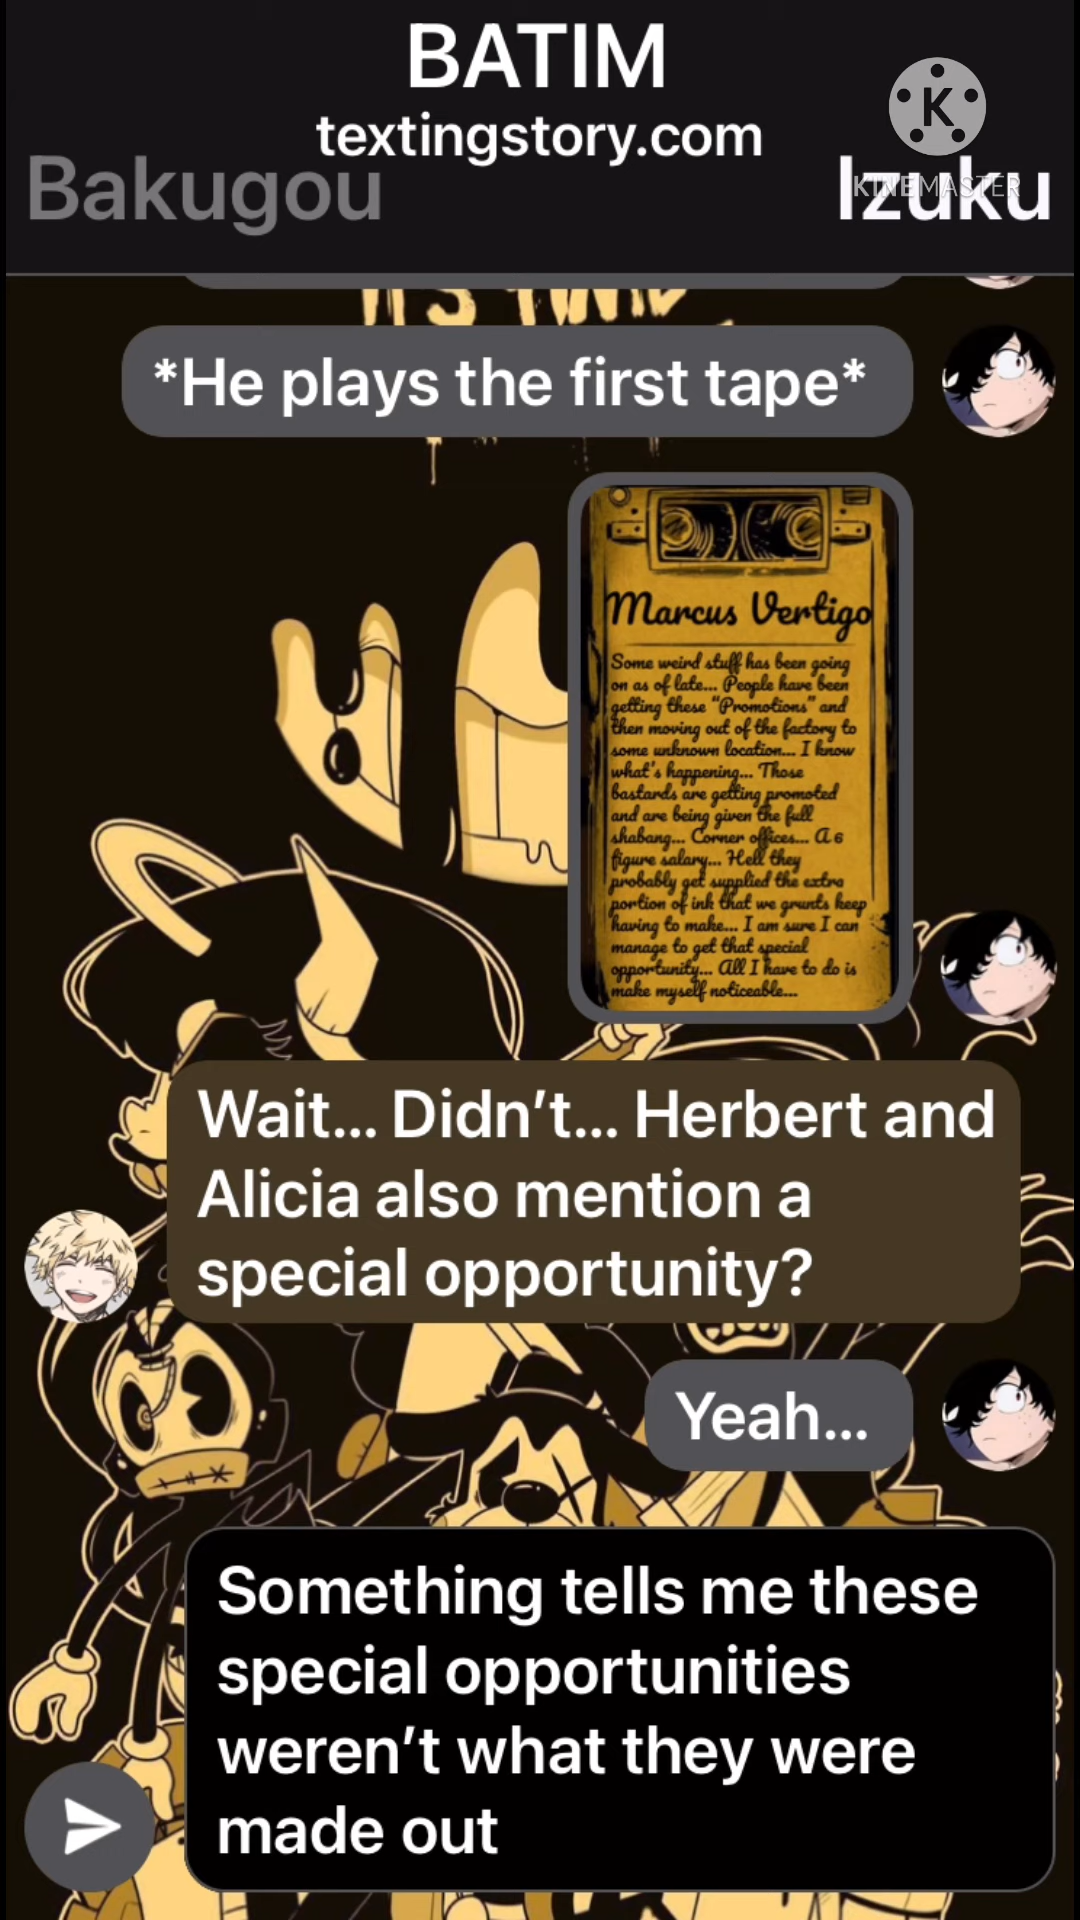 BATIM
textingstory.com
K
KINEMASTER
Bakugou
Izuku
*He plays the first tape*
Marcus Vertigo
Some weird stuff has been going
on as of late... People have been
getting these "Promotions" and
then moving out of the factory to
some unknown location... I know
what's happening... Those
bastards are getting promoted
and are being given the full
shabang... Corner offices... A 6
figure salary... Hell they
probably get supplied the extra
portion of ink that we grunts keep
having to make... I am sure I can
manage to get that special
opportunity... All I have to do is
make myself noticeable...
Wait... Didn't... Herbert and
Alicia also mention a
special opportunity?
Yeah...
Something tells me these
special opportunities
weren't what they were
made out